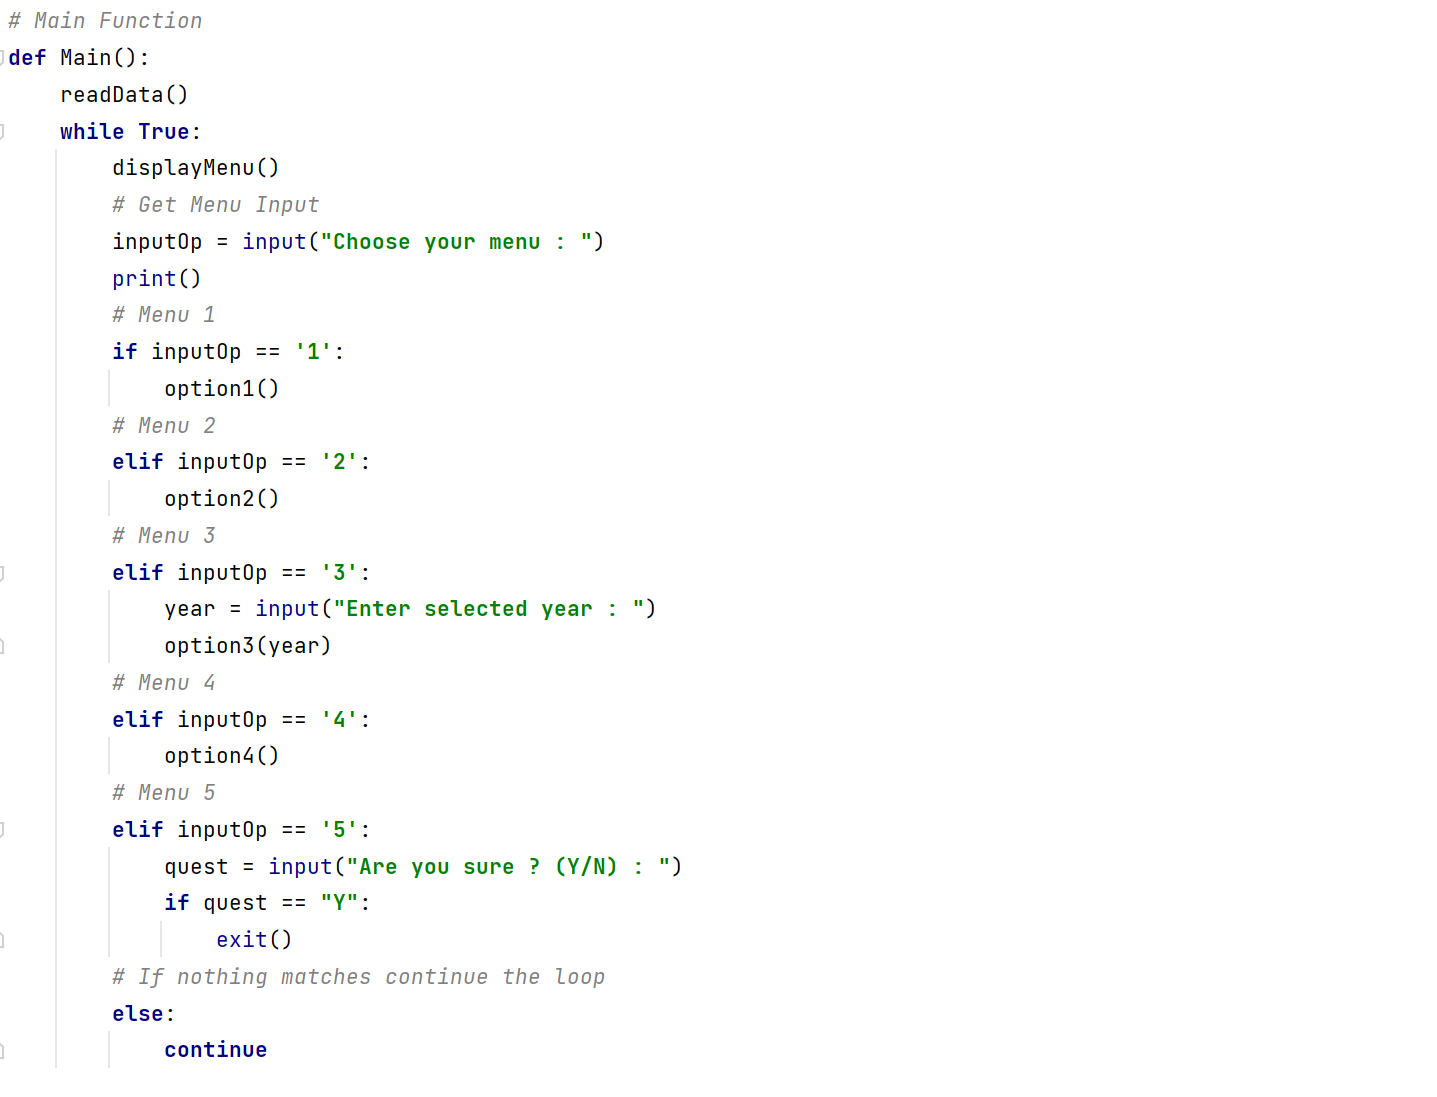 # Main Function
def Main():
    readData()
    while True:
        displayMenu()
        # Get Menu Input
        inputOp = input("Choose your menu : ")
        print()
        # Menu 1
        if inputOp == '1':
            option1()
        # Menu 2
        elif inputOp == '2':
            option2()
        # Menu 3
        elif inputOp == '3':
            year = input("Enter selected year : ")
            option3(year)
        # Menu 4
        elif inputOp == '4':
            option4()
        # Menu 5
        elif inputOp == '5':
            quest = input("Are you sure ? (Y/N) : ")
            if quest == "Y":
                exit()
        # If nothing matches continue the loop
        else:
            continue